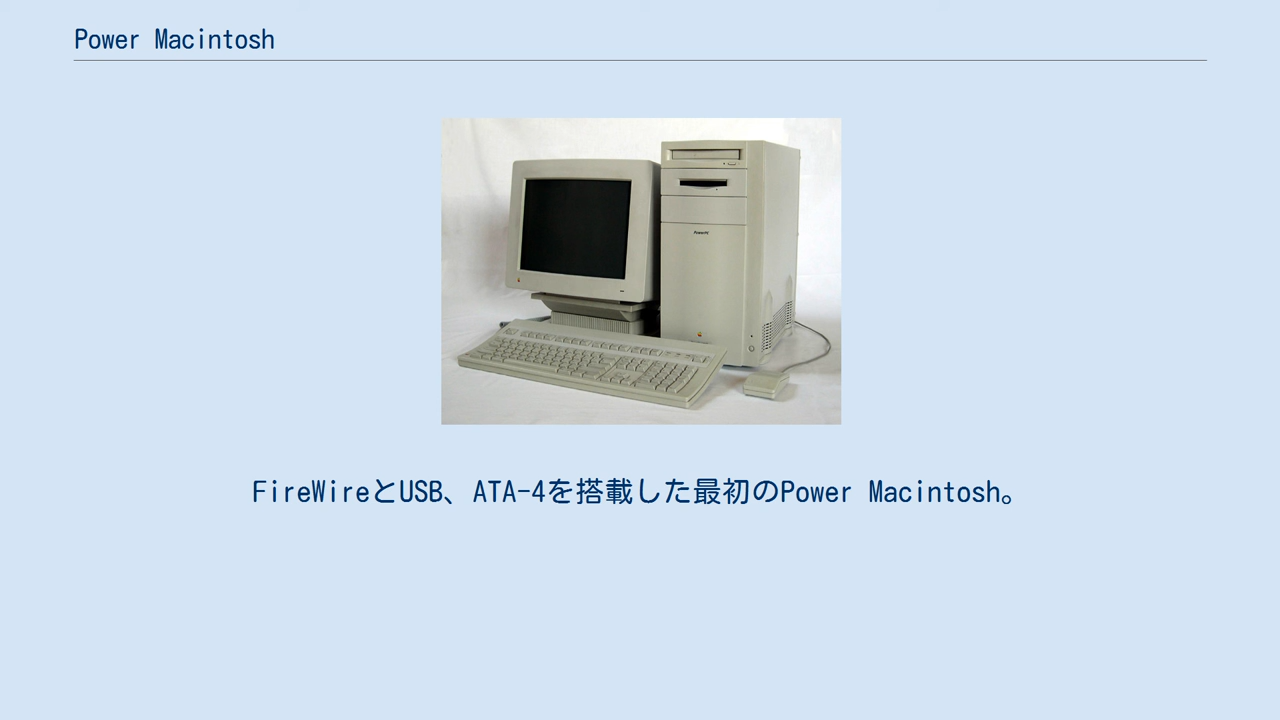 Power Macintosh
FireWireとUSB、ATA-4を搭載した最初のPower Macintosh。